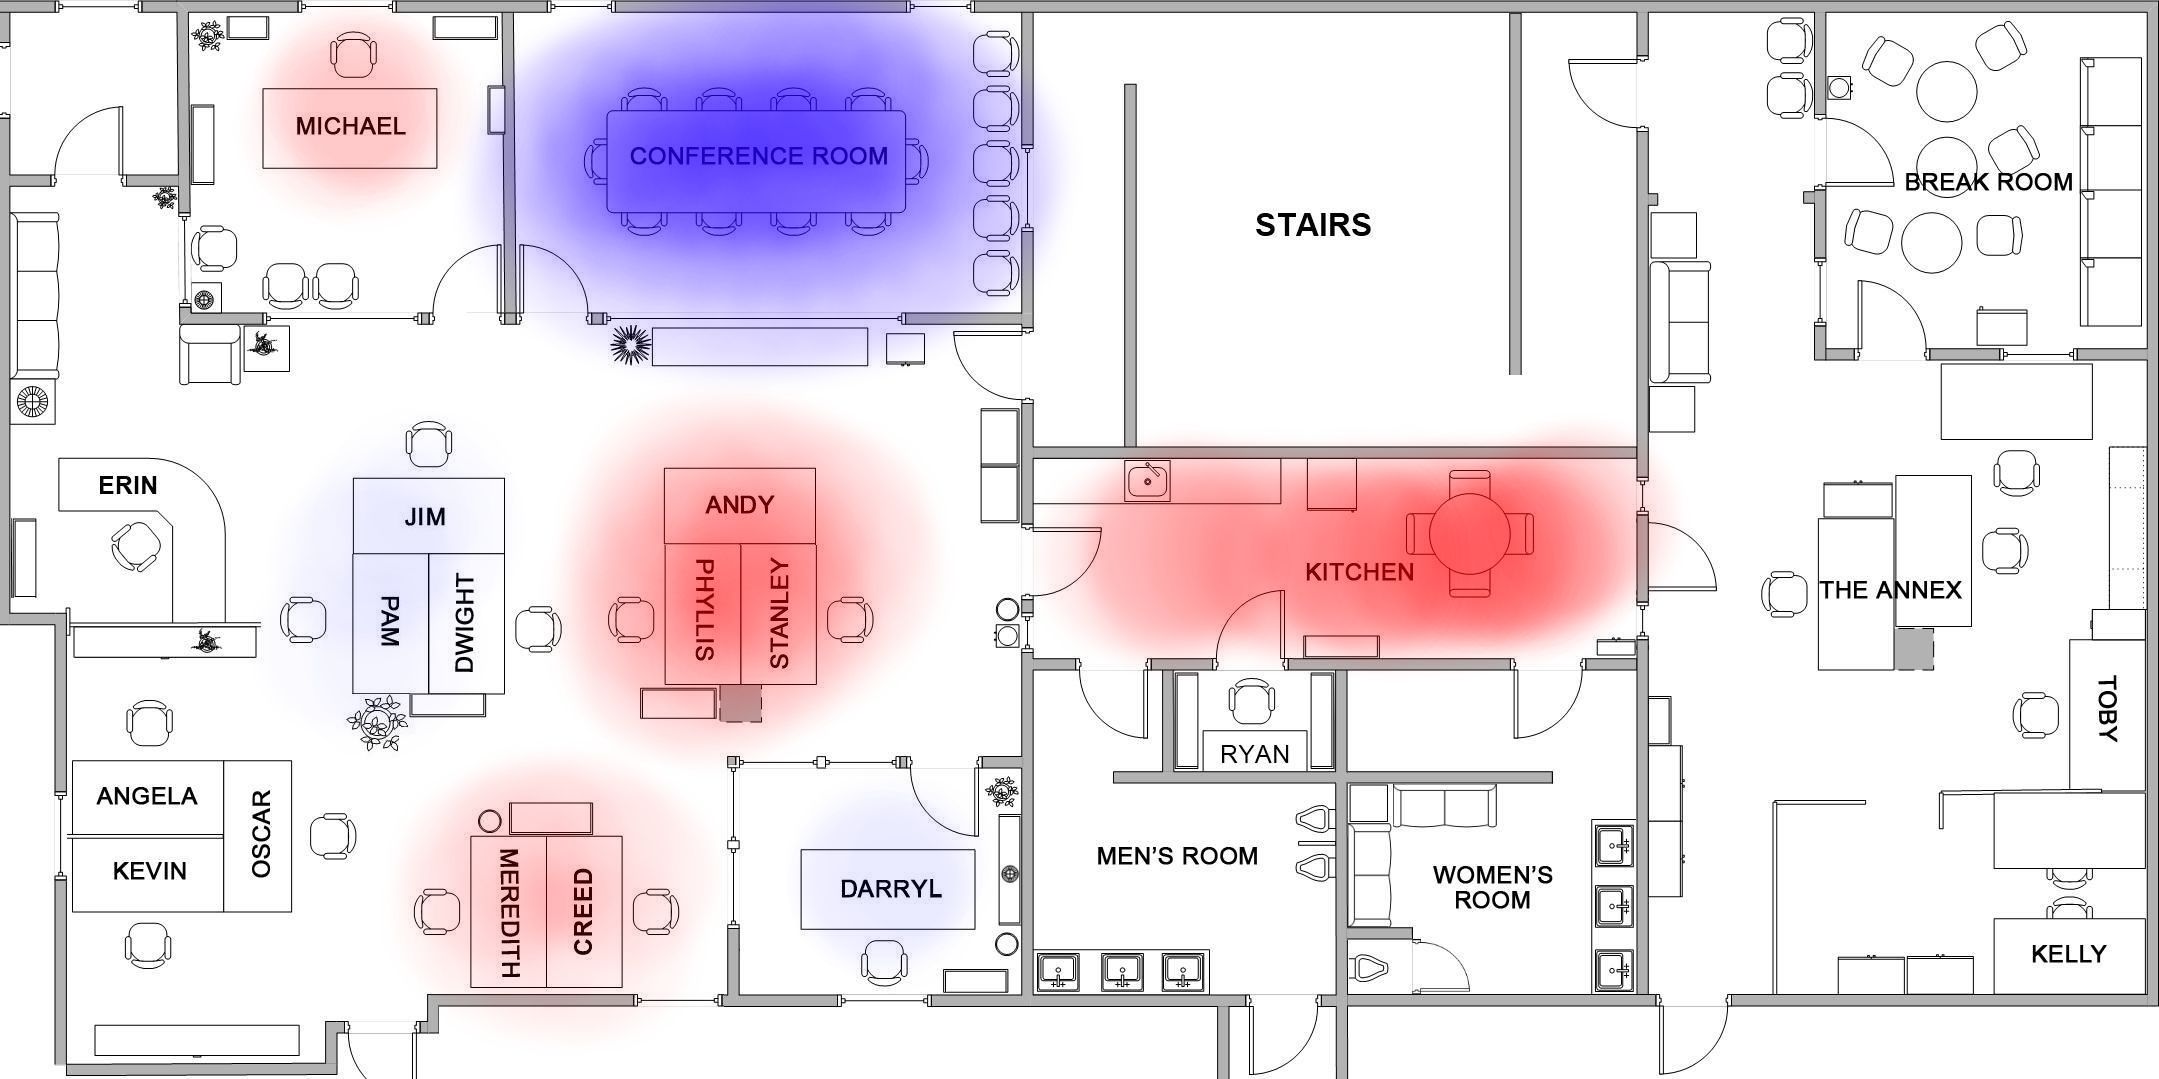 MICHAEL
CONFERENCE ROOM
STAIRS
BREAK ROOM
ERIN
JIM
PAM
DWIGHT
ANDY
PHYLLIS
STANLEY
KITCHEN
THE ANNEX
TOBY
RYAN
ANGELA
KEVIN
OSCAR
MEREDITH
CREED
DARRYL
MEN’S ROOM
WOMEN’S
ROOM
KELLY